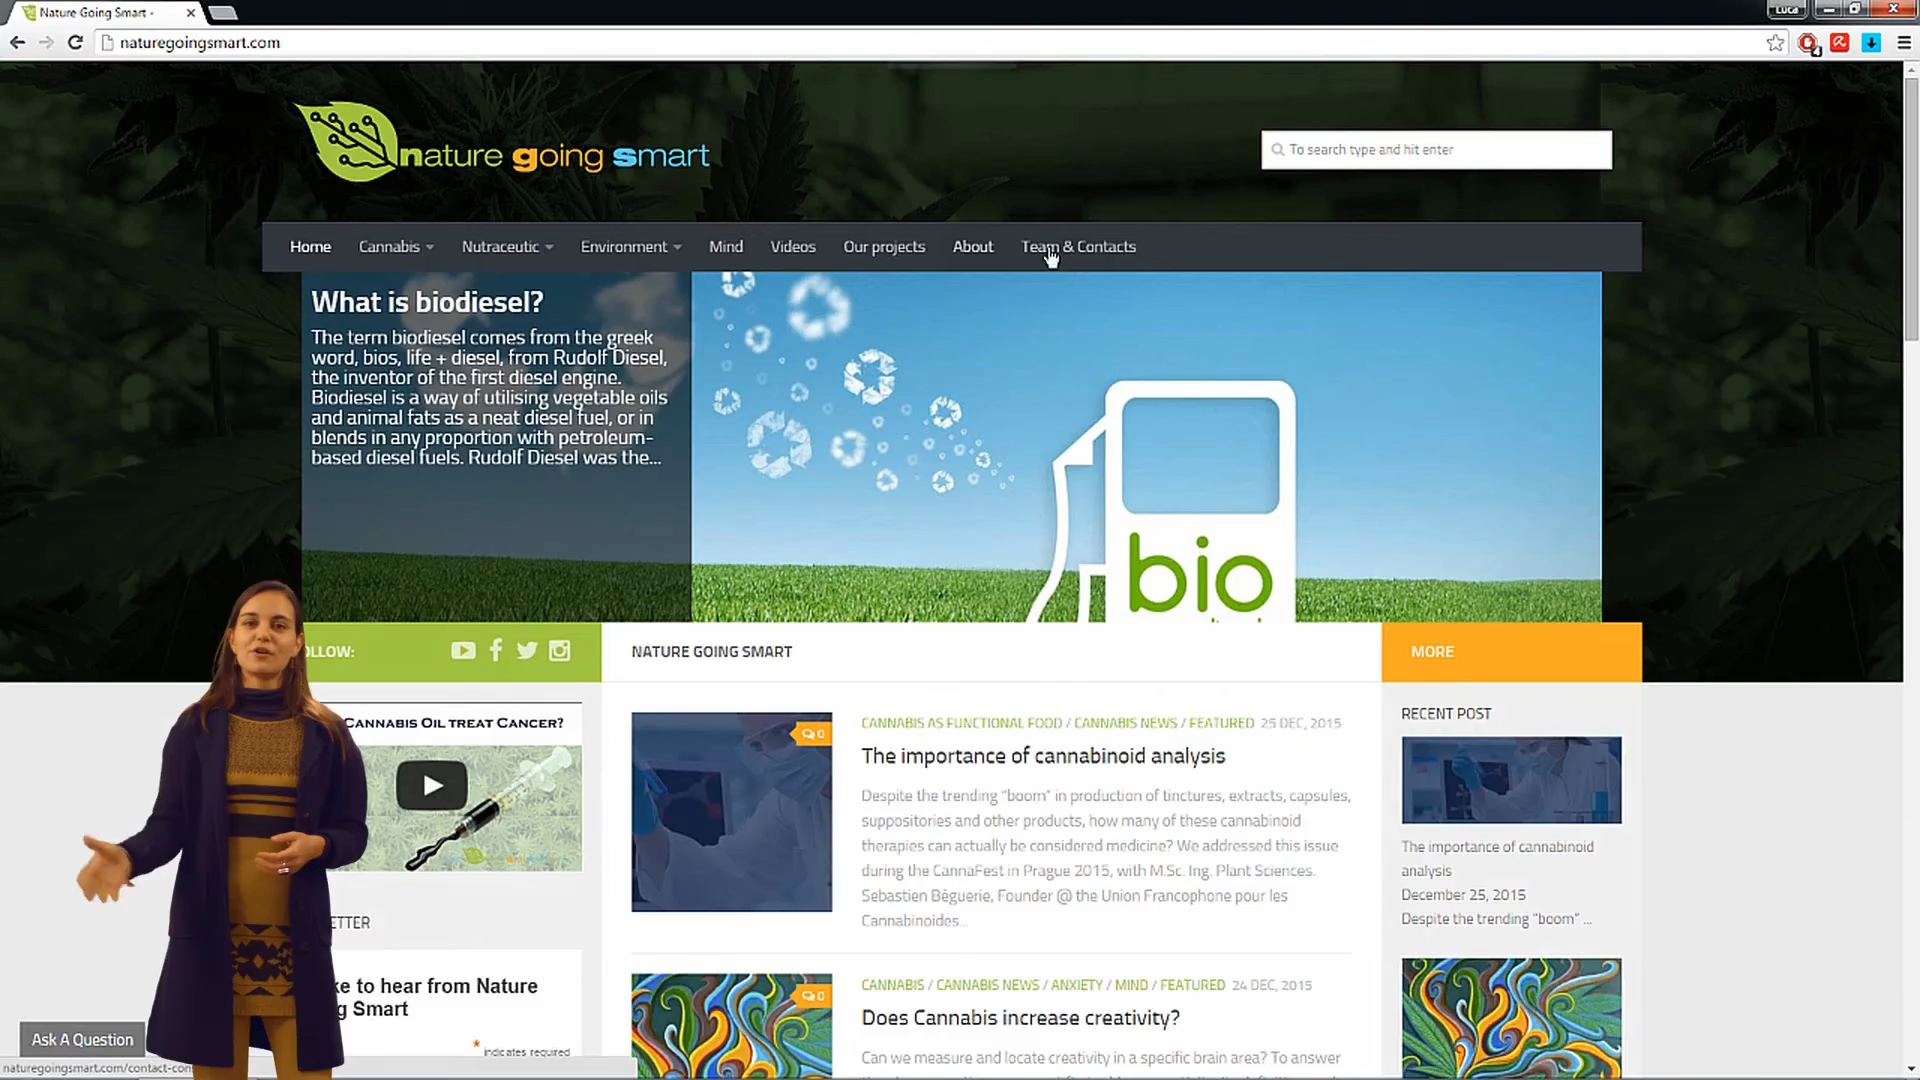 Nature Going Smart -
Luca
naturegoingsmart.com
nature going smart
To search type and hit enter
Home Cannabis Nutraceutic Environment Mind Videos Our projects About Team & Contacts
What is biodiesel?
The term biodiesel comes from the greek
word, bios, life + diesel, from Rudolf Diesel,
the inventor of the first diesel engine.
Biodiesel is a way of utilising vegetable oils
and animal fats as a neat diesel fuel, or in
blends in any proportion with petroleum-
based diesel fuels. Rudolf Diesel was the...
bio
OLLOW:
NATURE GOING SMART
MORE
CANNABIS OIL TREAT CANCER?
ETTER
ke to hear from Nature
g Smart
* indicates required
Ask A Question
naturegoingsmart.com/contact-con
0
CANNABIS AS FUNCTIONAL FOOD / CANNABIS NEWS / FEATURED 25 DEC, 2015
The importance of cannabinoid analysis
Despite the trending "boom" in production of tinctures, extracts, capsules,
suppositories and other products, how many of these cannabinoid
therapies can actually be considered medicine? We addressed this issue
during the CannaFest in Prague 2015, with M.Sc. Ing. Plant Sciences.
Sebastien Béguerie, Founder @ the Union Francophone pour les
Cannabinoides...
0
CANNABIS / CANNABIS NEWS / ANXIETY / MIND / FEATURED 24 DEC, 2015
Does Cannabis increase creativity?
Can we measure and locate creativity in a specific brain area? To answer
RECENT POST
The importance of cannabinoid
analysis
December 25, 2015
Despite the trending "boom" ...